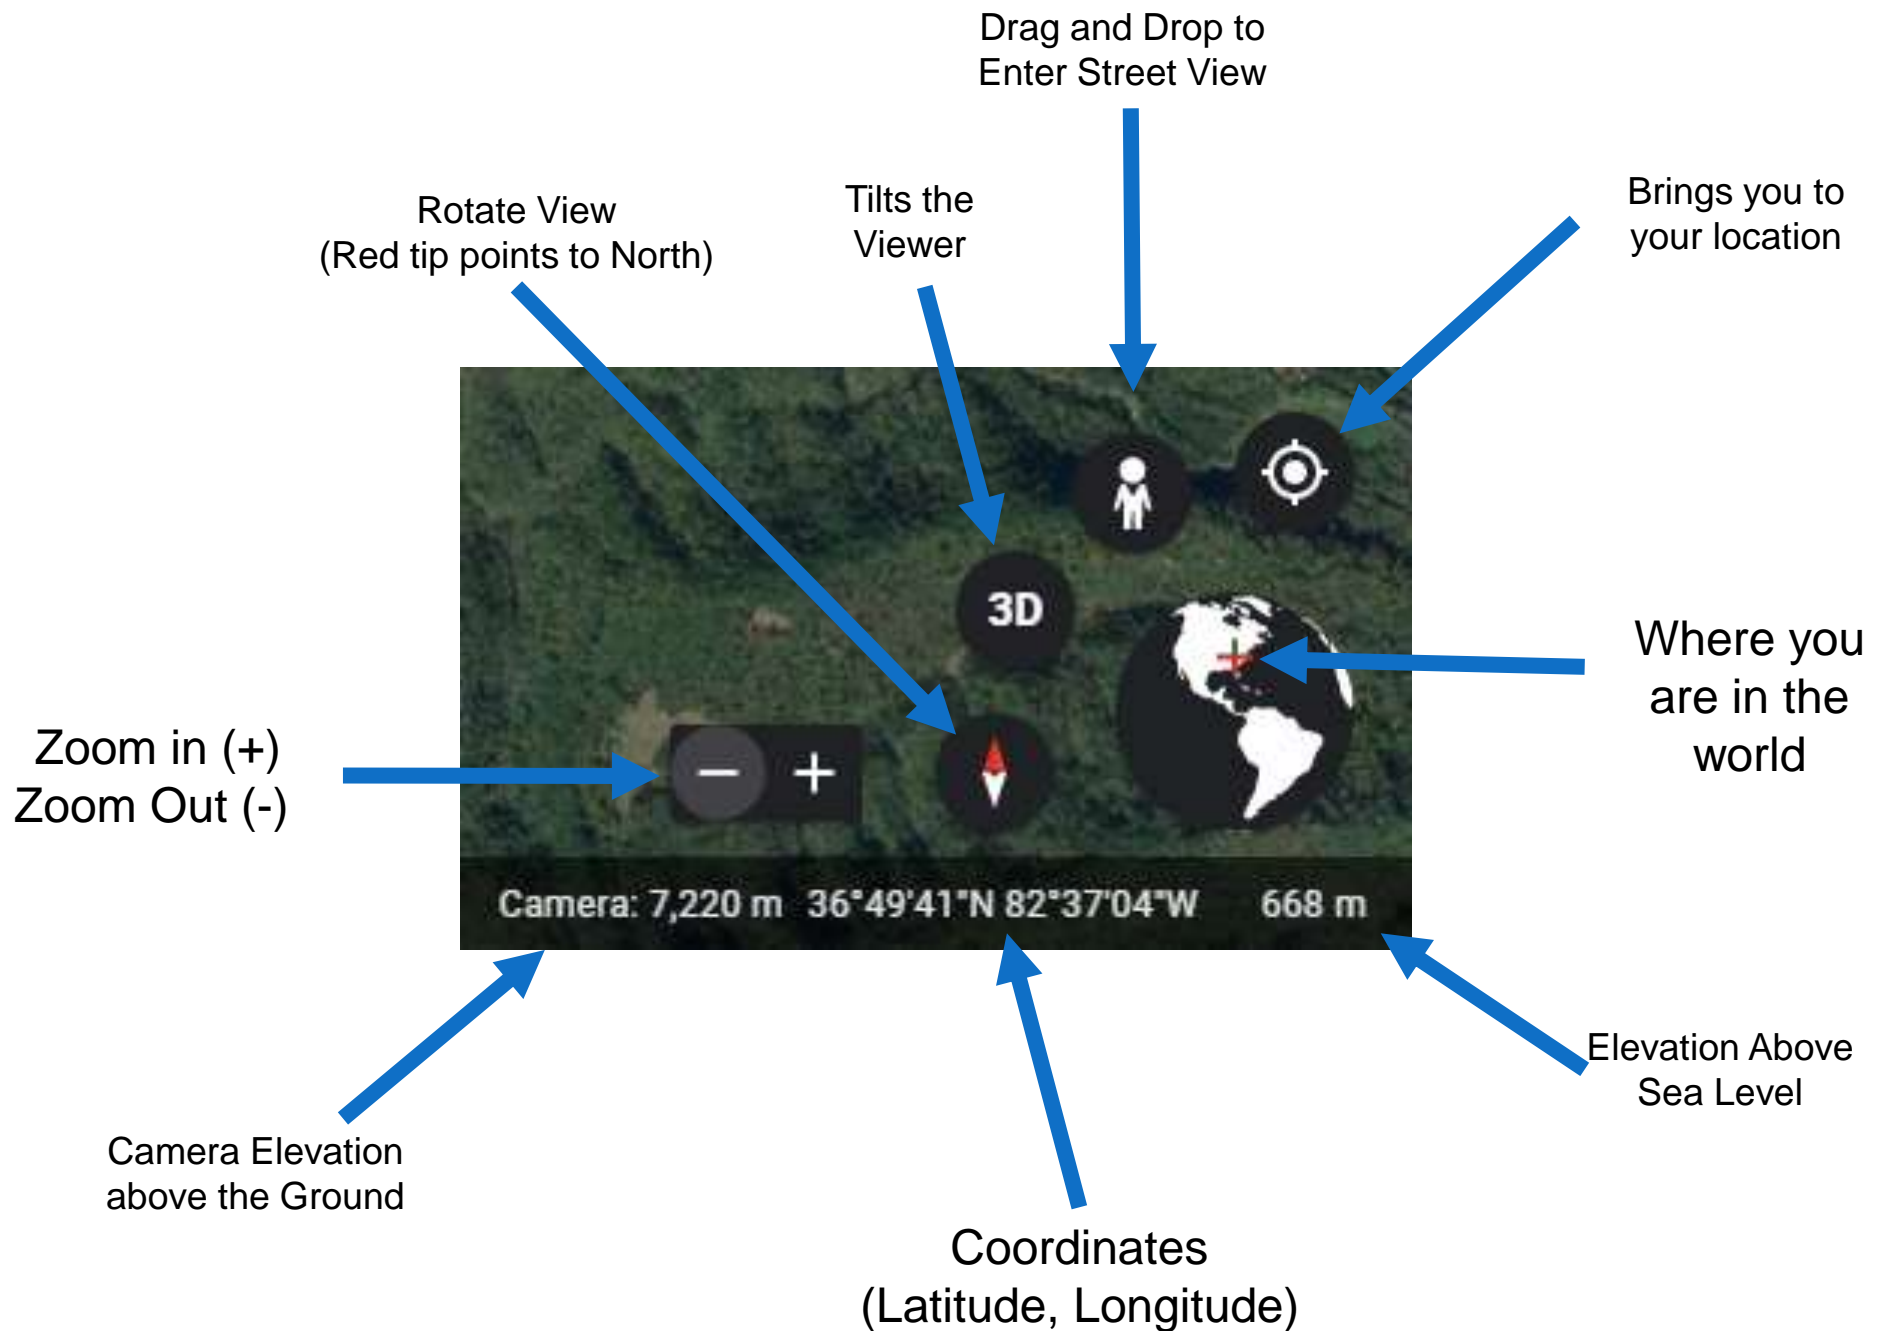 Drag and Drop to
Enter Street View
Rotate View
(Red tip points to North)
Tilts the
Viewer
Brings you to
your location
3D
Where you
are in the
world
Zoom in (+)
Zoom Out (-)
− +
Camera: 7,220 m 36°49'41"N 82°37'04"W 668 m
Camera Elevation
above the Ground
Elevation Above
Sea Level
Coordinates
(Latitude, Longitude)